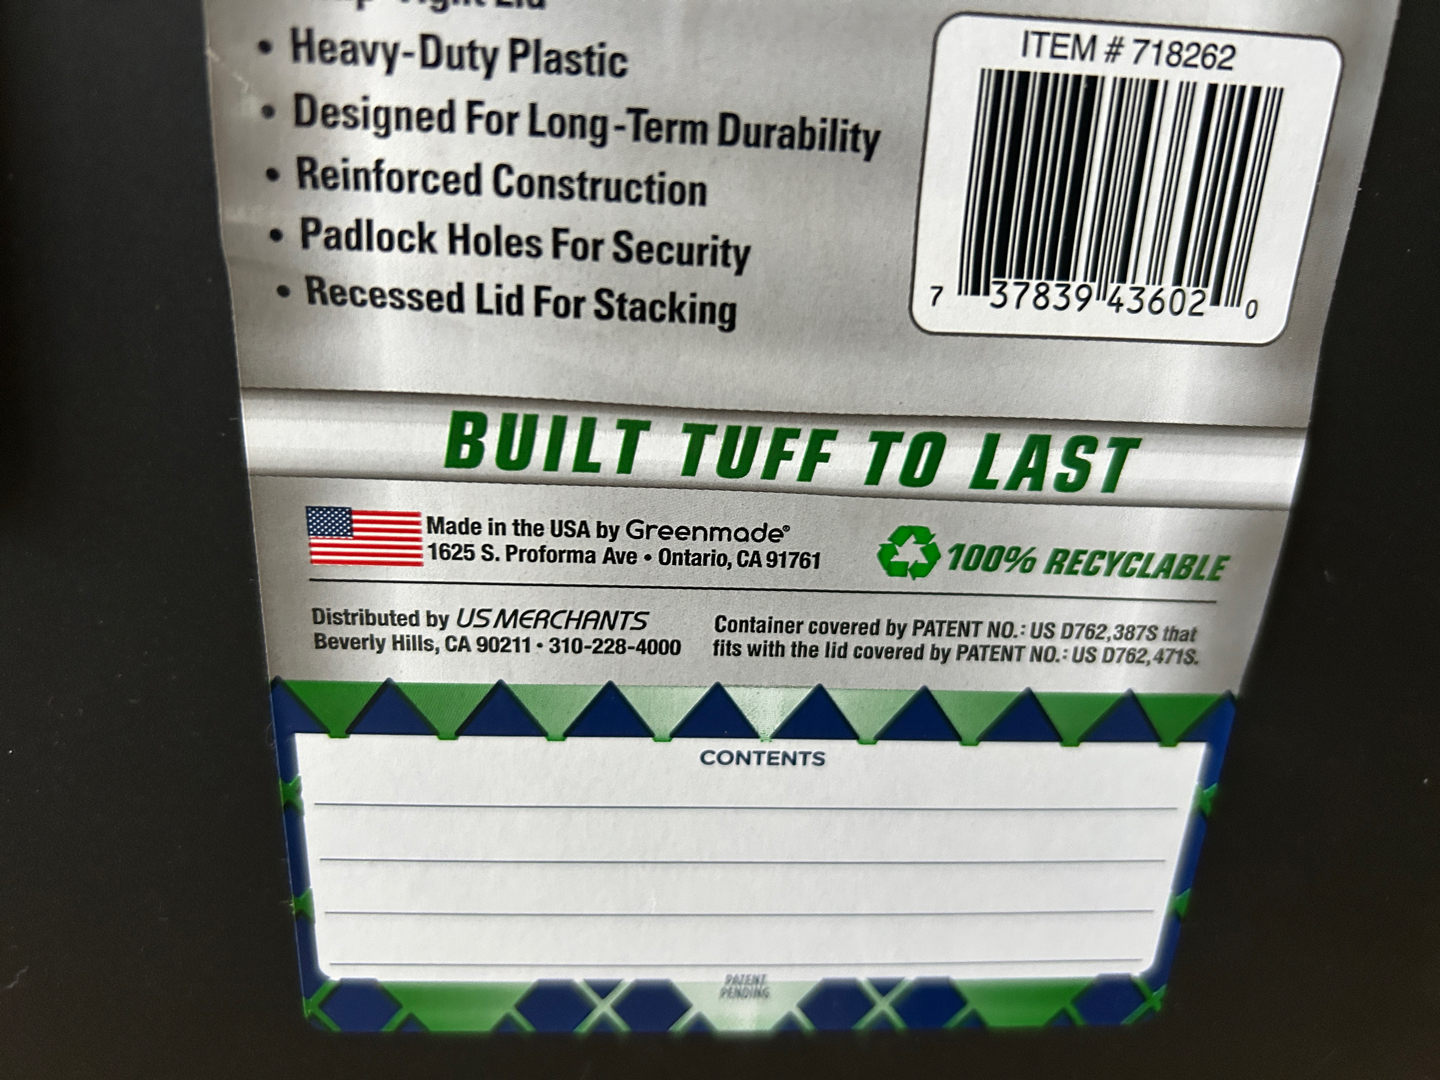 Lid
• Heavy-Duty Plastic
• Designed For Long-Term Durability
• Reinforced Construction
• Padlock Holes For Security
• Recessed Lid For Stacking
ITEM # 718262
7 37839 43602 0
BUILT TUFF TO LAST
Made in the USA by Greenmade®
1625 S. Proforma Ave • Ontario, CA 91761
100% RECYCLABLE
Distributed by US MERCHANTS
Beverly Hills, CA 90211 • 310-228-4000
Container covered by PATENT NO.: US D762,387S that
fits with the lid covered by PATENT NO.: US D762,471S.
CONTENTS
PATENT
PENDING